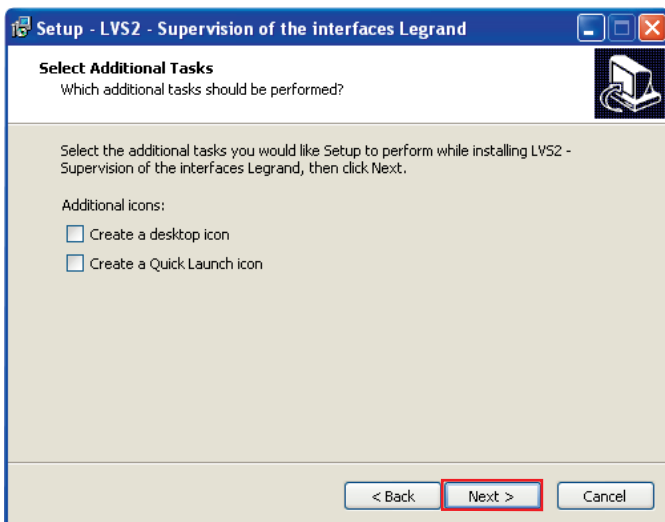 Setup - LVS2 - Supervision of the interfaces Legrand
Select Additional Tasks
Which additional tasks should be performed?
Select the additional tasks you would like Setup to perform while installing LVS2 -
Supervision of the interfaces Legrand, then click Next.
Additional icons:
Create a desktop icon
Create a Quick Launch icon
< Back Next > Cancel